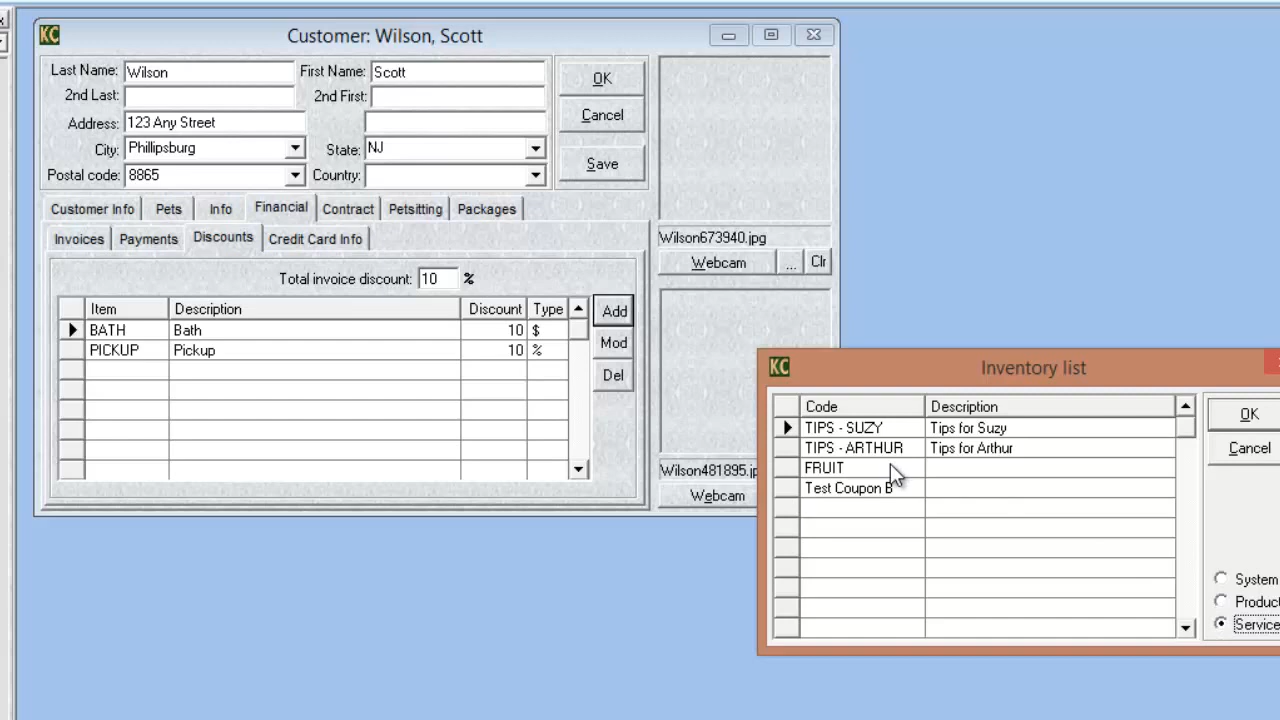 KC Customer: Wilson, Scott
Last Name: Wilson First Name: Scott OK
2nd Last: 2nd First:
Cancel
Address: 123 Any Street
City: Phillipsburg State: NJ
Save
Postal code: 8865 Country:
Customer Info Pets Info Financial Contract Petsitting Packages
Invoices Payments Discounts Credit Card Info
Wilson673940.jpg
Webcam ... Clr
Total invoice discount: 10 %
Item Description Discount Type Add
BATH Bath 10 $
Mod
PICKUP Pickup 10 %
Del
Wilson481895.jp
Webcam
KC Inventory list
Code Description OK
TIPS - SUZY Tips for Suzy
TIPS - ARTHUR Tips for Arthur Cancel
FRUIT
Test Coupon B
System
Product
Service